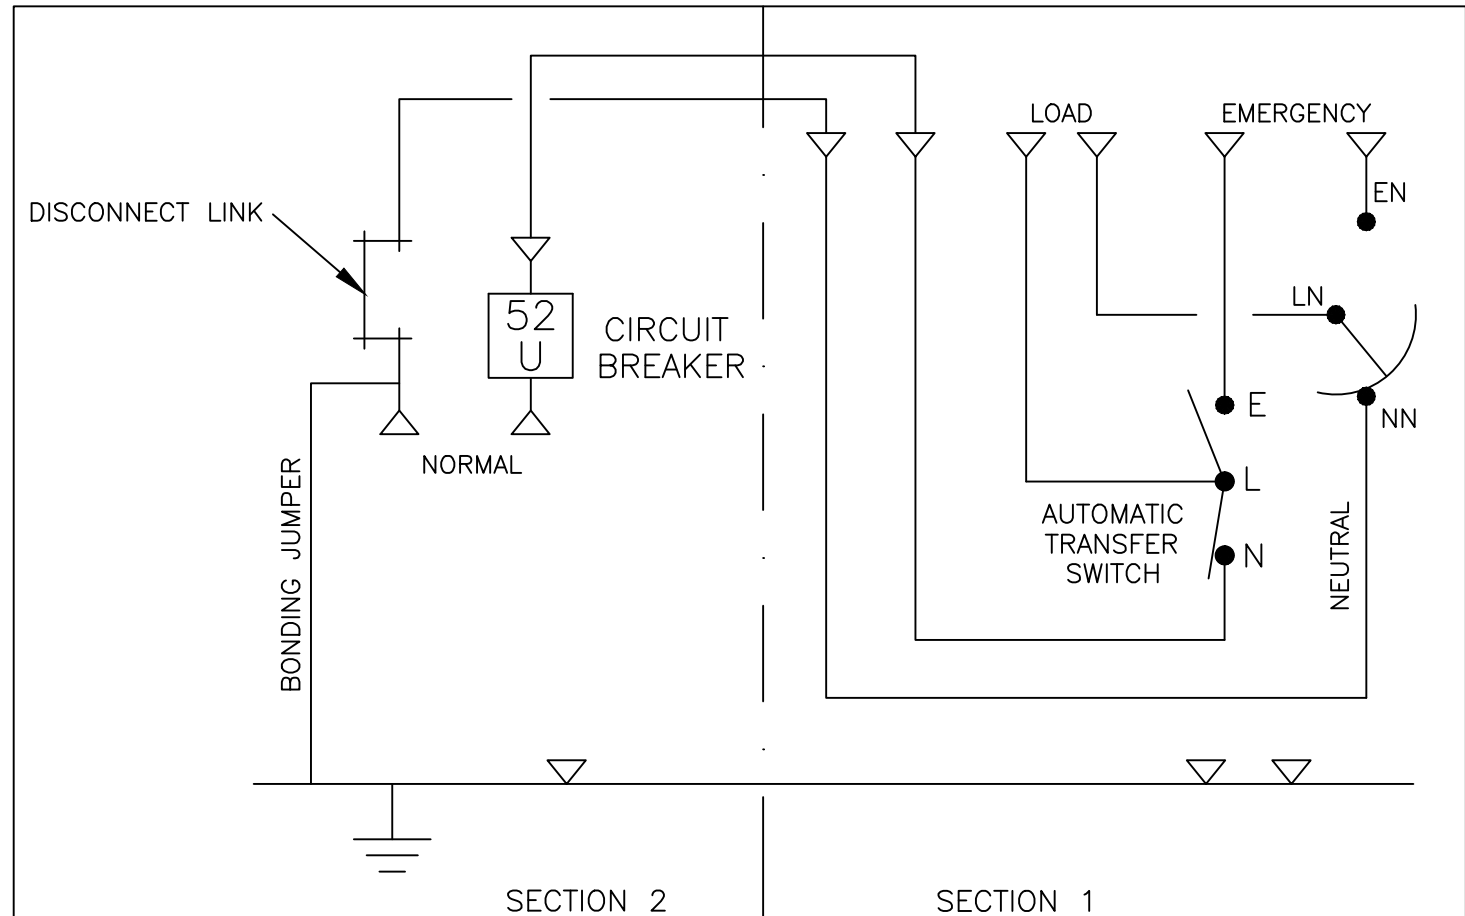 LOAD
EMERGENCY
DISCONNECT LINK
EN
LN
52
U
CIRCUIT
BREAKER
E
NN
NORMAL
L
BONDING JUMPER
AUTOMATIC
TRANSFER
SWITCH
N
NEUTRAL
SECTION 2
SECTION 1